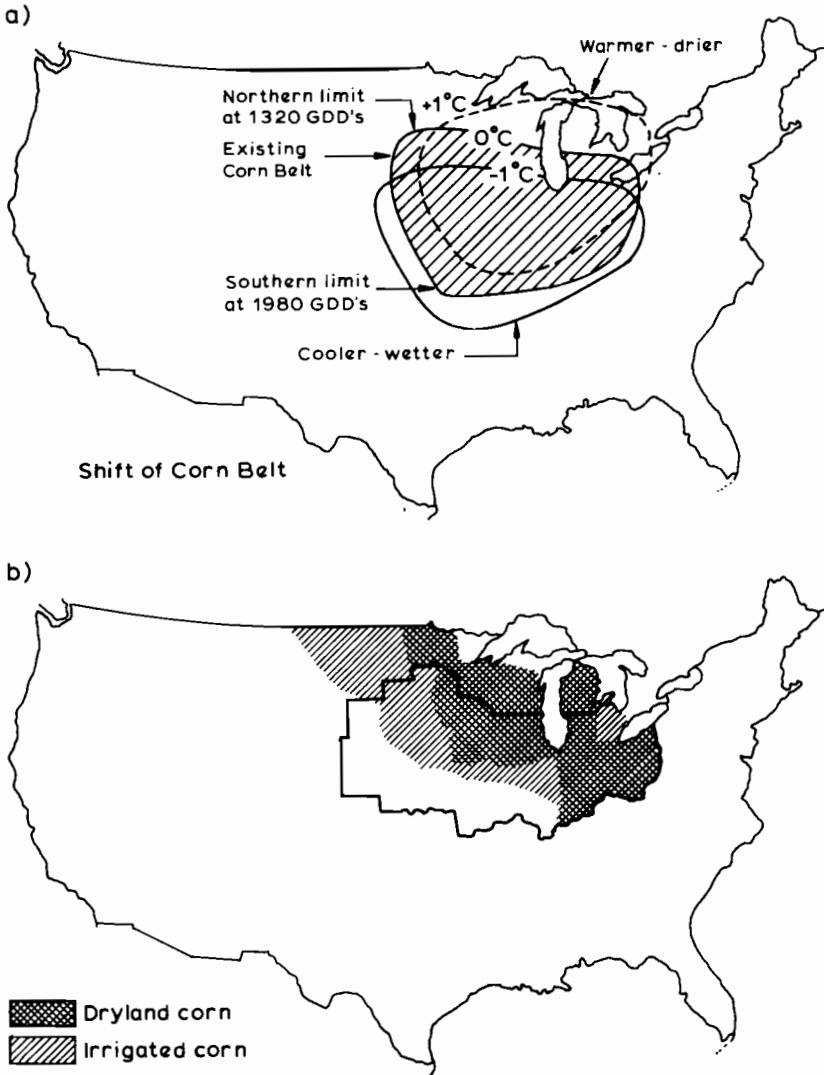 a)
Warmer - drier
Northern limit
at 1320 GDD's
+1°C
0°C
Existing
Corn Belt
-1°C
Southern limit
at 1980 GDD's
Cooler - wetter
Shift of Corn Belt
b)
Dryland corn
Irrigated corn